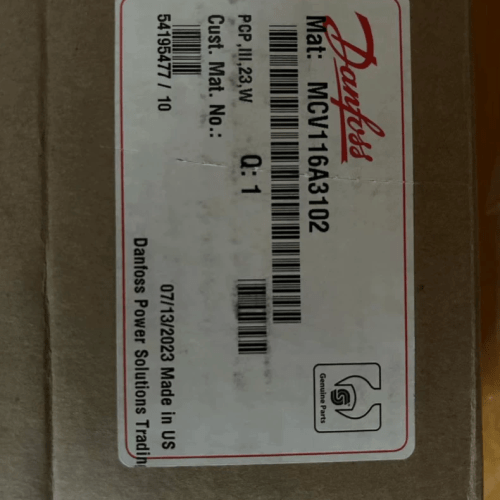 Danfoss
Mat: MCV116A3102
PCP,III,23,W Q: 1
Cust. Mat. No.:
54195477 / 10
Genuine Parts
07/13/2023 Made in US
Danfoss Power Solutions Tradin